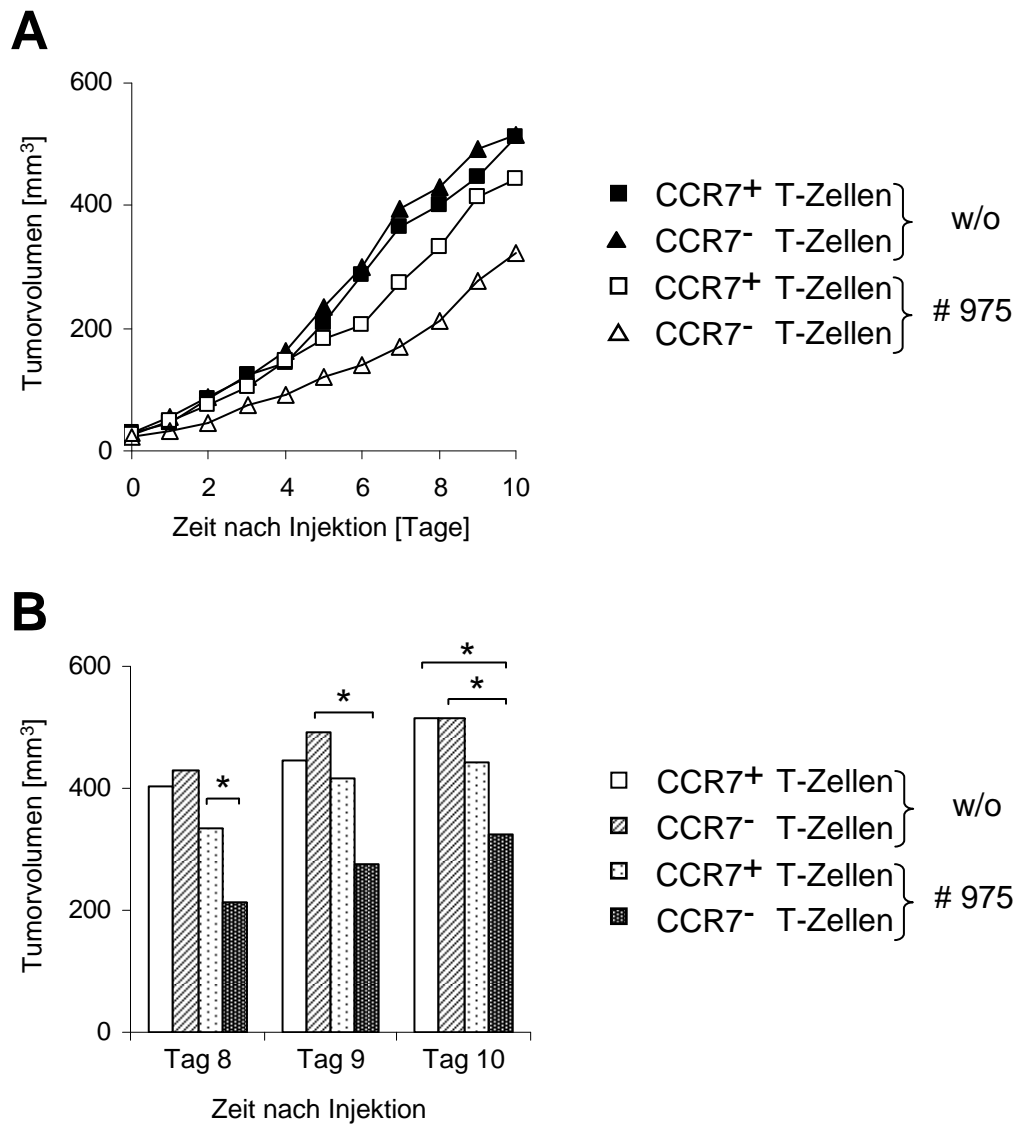 A
600
400
200
0
Tumorvolumen [mm³]
0 2 4 6 8 10
Zeit nach Injektion [Tage]
CCR7⁺ T-Zellen
CCR7⁻ T-Zellen
w/o
CCR7⁺ T-Zellen
CCR7⁻ T-Zellen
# 975
B
600
400
200
0
Tumorvolumen [mm³]
*
*
*
*
Tag 8 Tag 9 Tag 10
Zeit nach Injektion
CCR7⁺ T-Zellen
CCR7⁻ T-Zellen
w/o
CCR7⁺ T-Zellen
CCR7⁻ T-Zellen
# 975